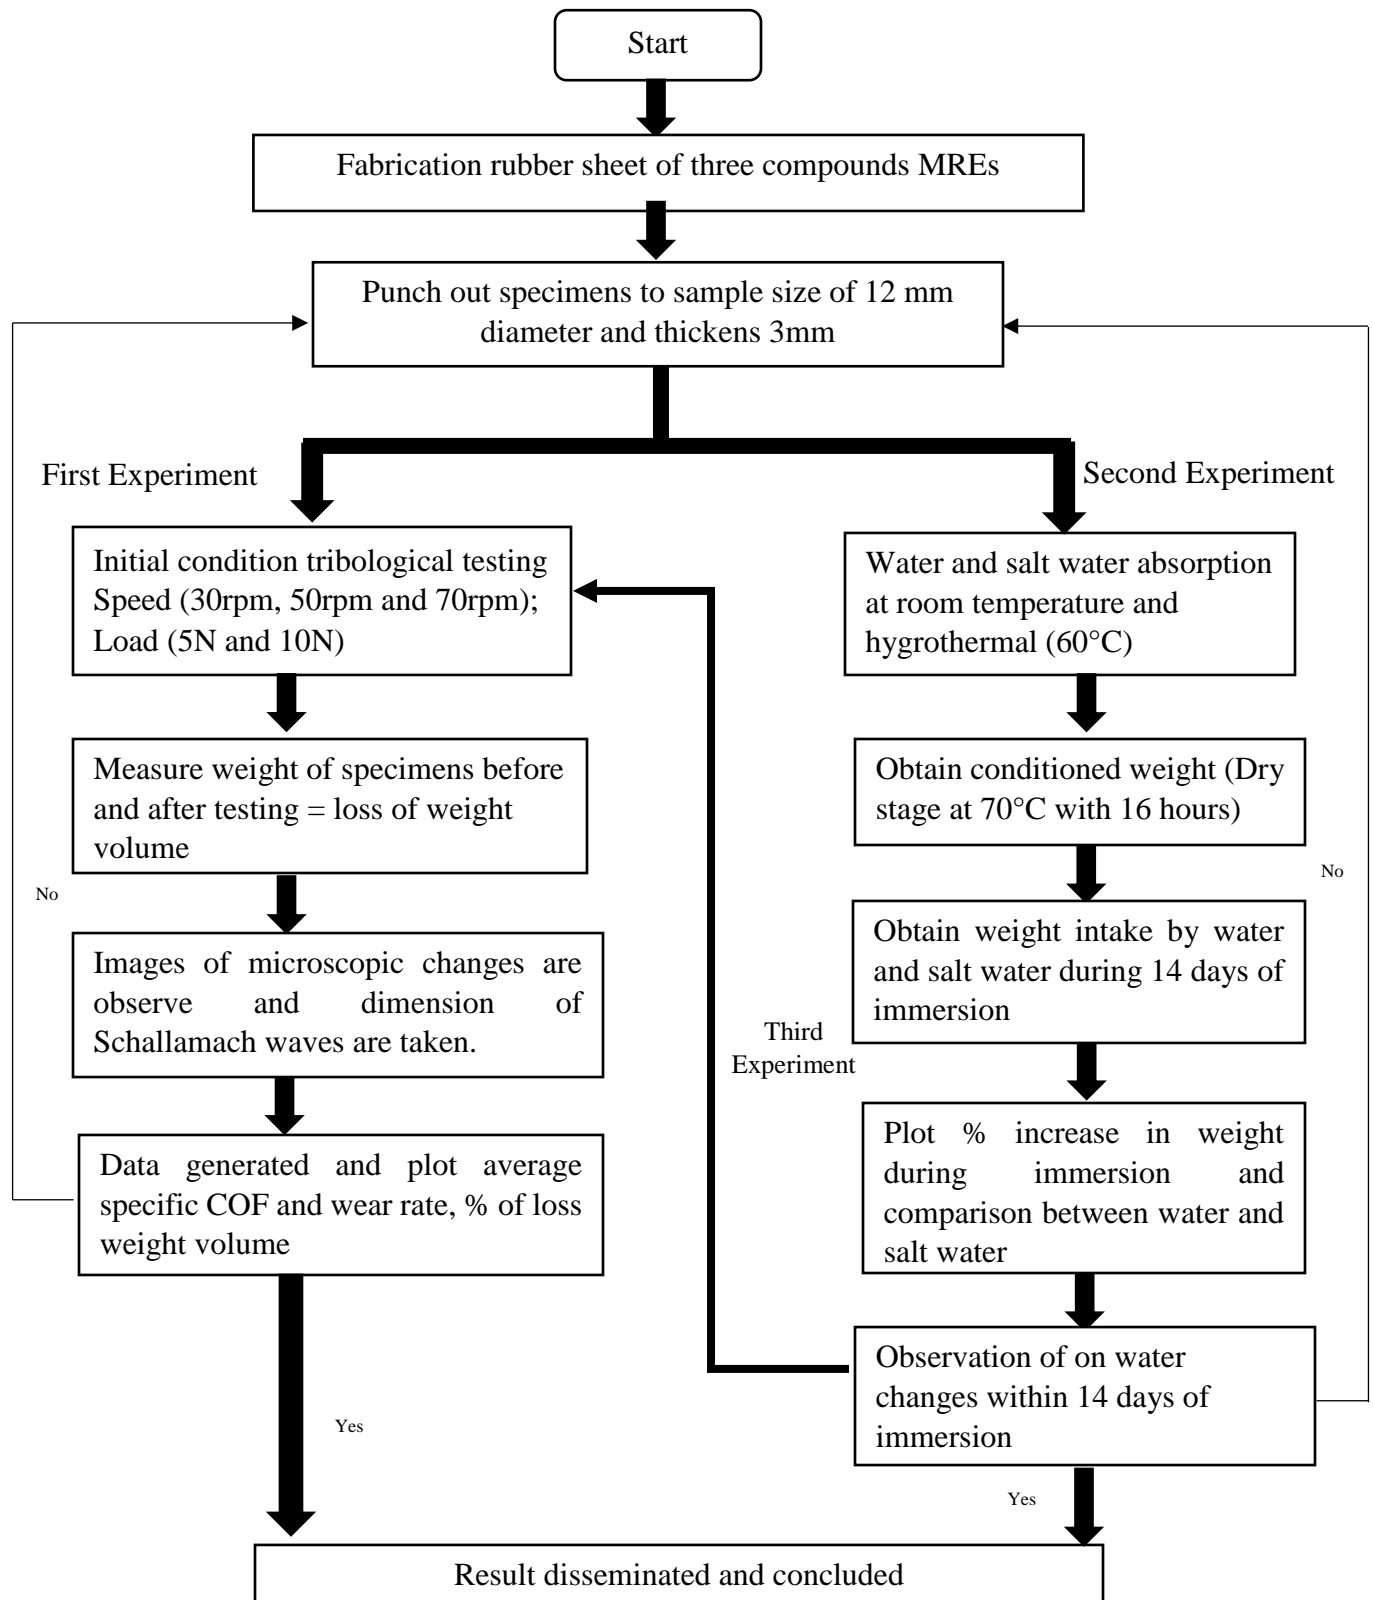 Start
Fabrication rubber sheet of three compounds MREs
Punch out specimens to sample size of 12 mm
diameter and thickens 3mm
First Experiment
Second Experiment
Initial condition tribological testing
Speed (30rpm, 50rpm and 70rpm);
Load (5N and 10N)
Water and salt water absorption
at room temperature and
hygrothermal (60°C)
Measure weight of specimens before
and after testing = loss of weight
volume
Obtain conditioned weight (Dry
stage at 70°C with 16 hours)
No
No
Images of microscopic changes are
observe and dimension of
Schallamach waves are taken.
Obtain weight intake by water
and salt water during 14 days of
immersion
Third
Experiment
Data generated and plot average
specific COF and wear rate, % of loss
weight volume
Plot % increase in weight
during immersion and
comparison between water and
salt water
Observation of on water
changes within 14 days of
immersion
Yes
Yes
Result disseminated and concluded